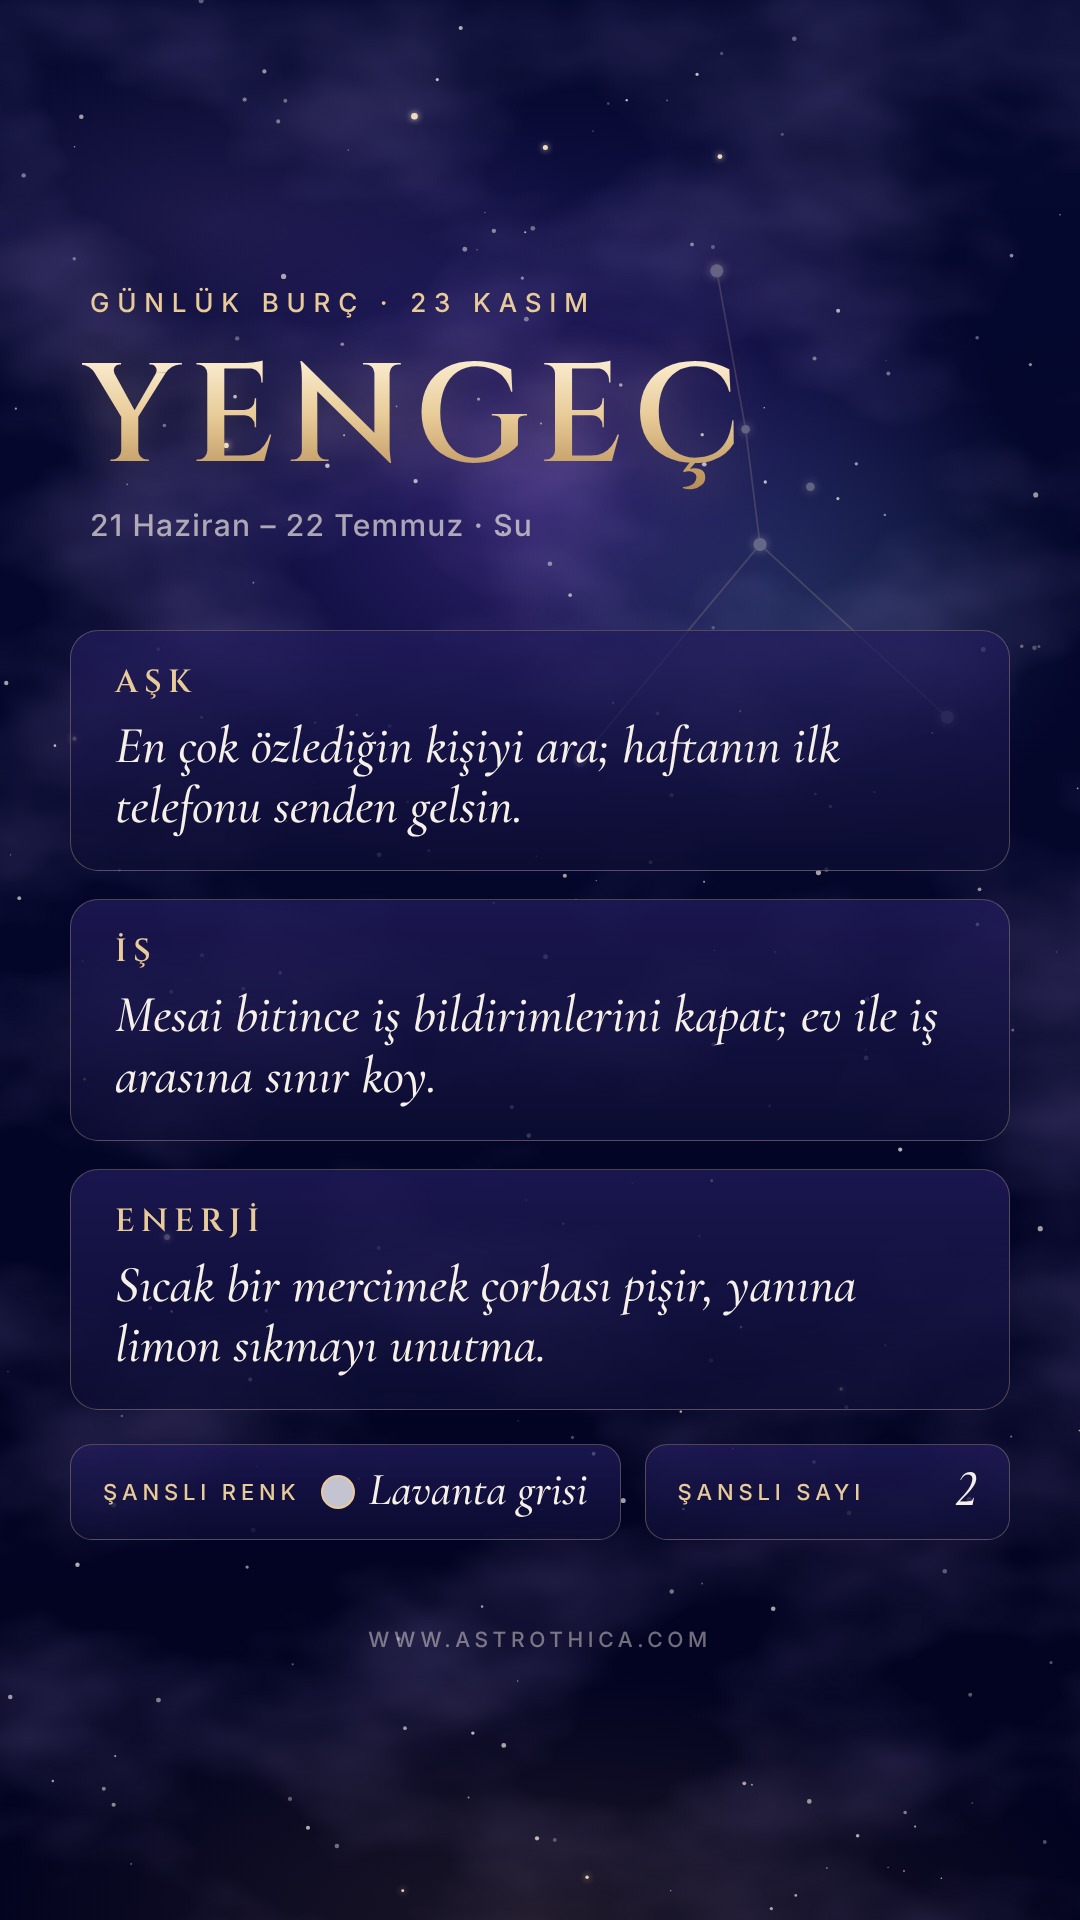 GÜNLÜK BURÇ · 23 KASIM
YENGEÇ
21 Haziran – 22 Temmuz · Su
AŞK
En çok özlediğin kişiyi ara; haftanın ilk
telefonu senden gelsin.
İŞ
Mesai bitince iş bildirimlerini kapat; ev ile iş
arasına sınır koy.
ENERJİ
Sıcak bir mercimek çorbası pişir, yanına
limon sıkmayı unutma.
ŞANSLI RENK Lavanta grisi
ŞANSLI SAYI 2
WWW.ASTROTHICA.COM